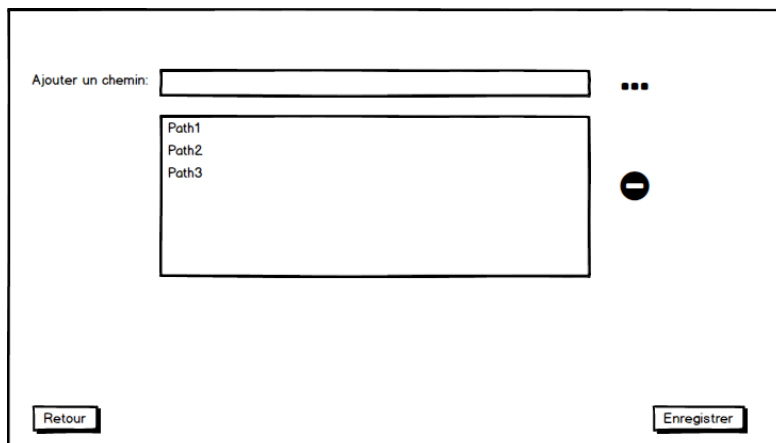 Ajouter un chemin:
Path1
Path2
Path3
Retour
Enregistrer